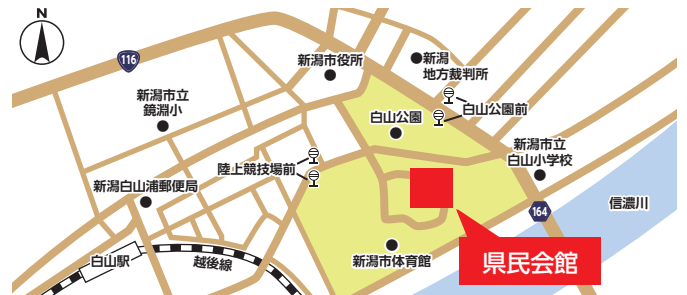 N
116
新潟市役所
新潟
地方裁判所
新潟市立
鏡淵小
白山公園
白山公園前
新潟市立
白山小学校
陸上競技場前
新潟白山浦郵便局
164
信濃川
新潟市体育館
県民会館
白山駅
越後線